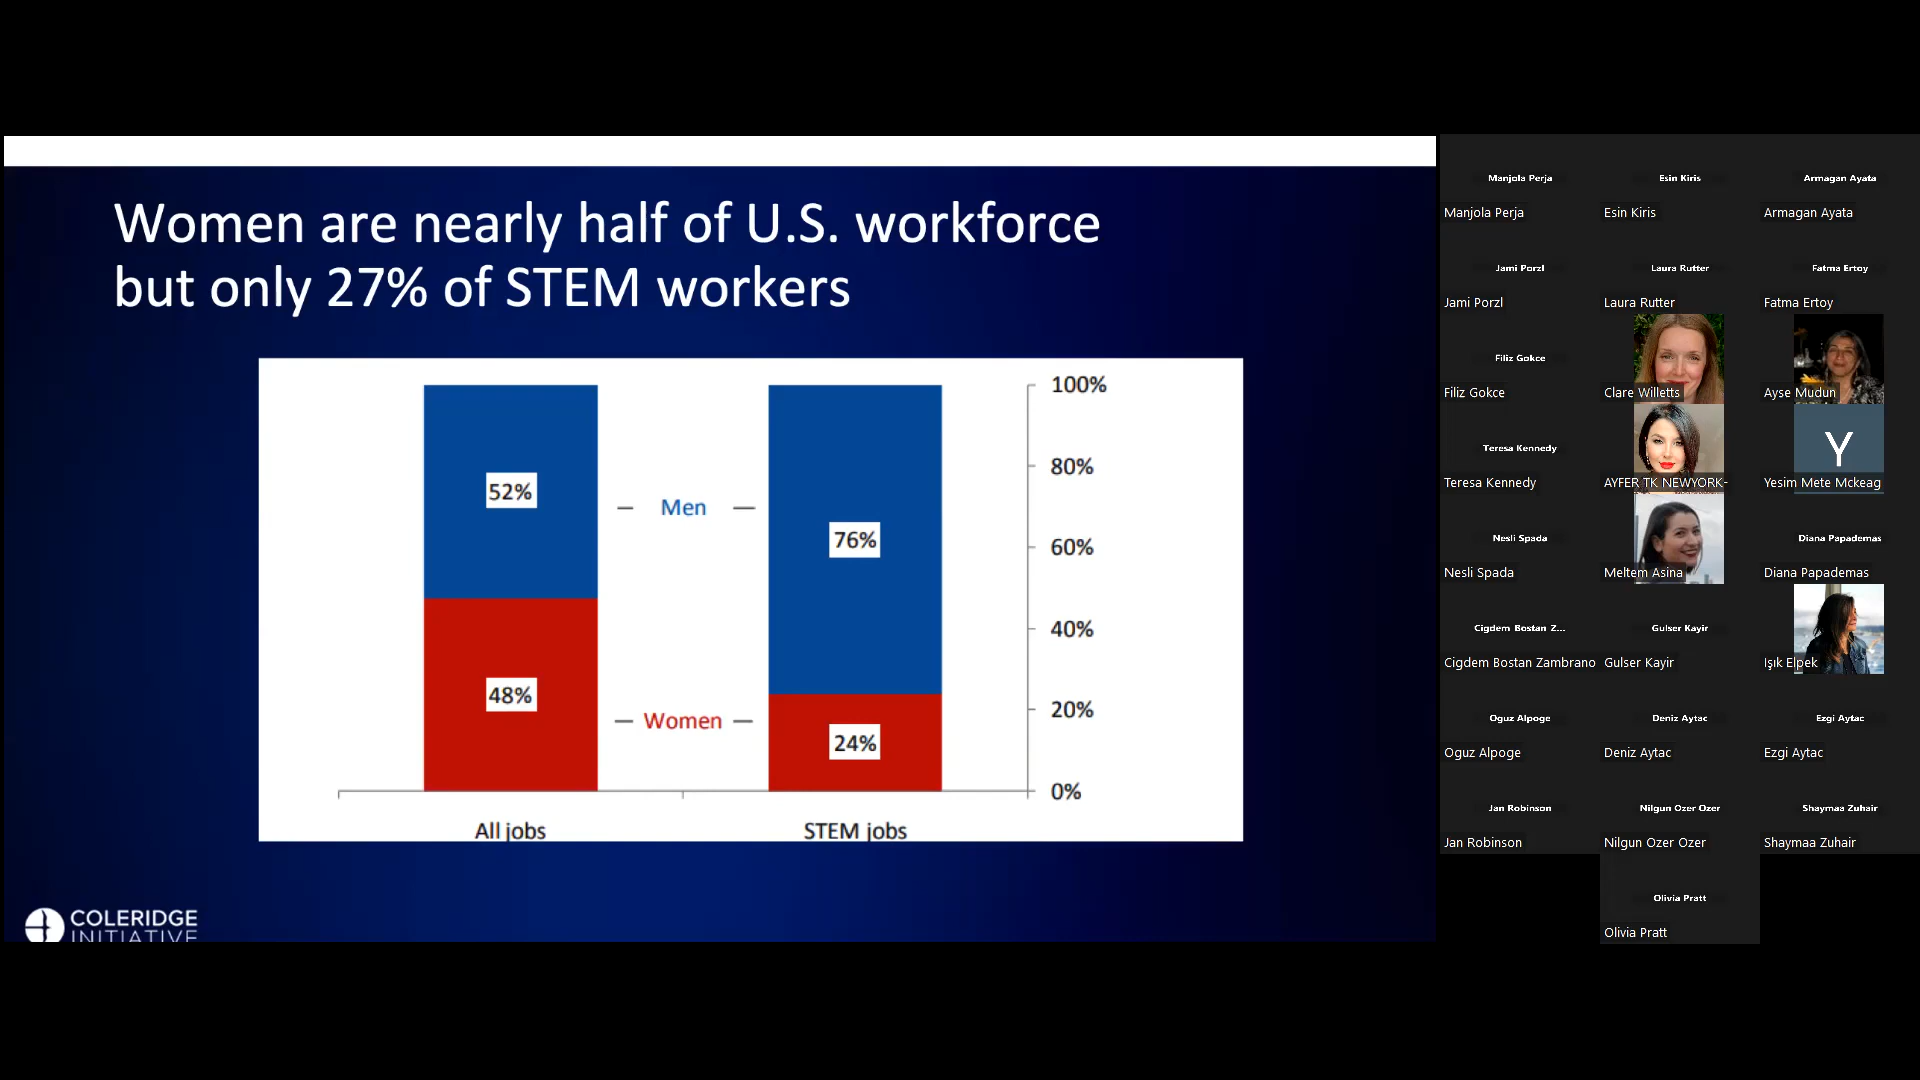 Women are nearly half of U.S. workforce
but only 27% of STEM workers
100%
80%
60%
40%
20%
0%
52%
Men
76%
48%
Women
24%
All jobs
STEM jobs
COLERIDGE
INITIATIVE
Manjola Perja
Manjola Perja
Esin Kiris
Esin Kiris
Armagan Ayata
Armagan Ayata
Jami Porzl
Jami Porzl
Laura Rutter
Laura Rutter
Fatma Ertoy
Fatma Ertoy
Filiz Gokce
Filiz Gokce
Clare Willetts
Ayse Mudun
Teresa Kennedy
Teresa Kennedy
AYFER TK NEWYORK-
Y
Yesim Mete Mckeag
Nesli Spada
Nesli Spada
Meltem Asina
Diana Papademas
Diana Papademas
Cigdem Bostan Z...
Cigdem Bostan Zambrano
Gulser Kayir
Gulser Kayir
Işık Elpek
Oguz Alpoge
Oguz Alpoge
Deniz Aytac
Deniz Aytac
Ezgi Aytac
Ezgi Aytac
Jan Robinson
Jan Robinson
Nilgun Ozer Ozer
Nilgun Ozer Ozer
Shaymaa Zuhair
Shaymaa Zuhair
Olivia Pratt
Olivia Pratt